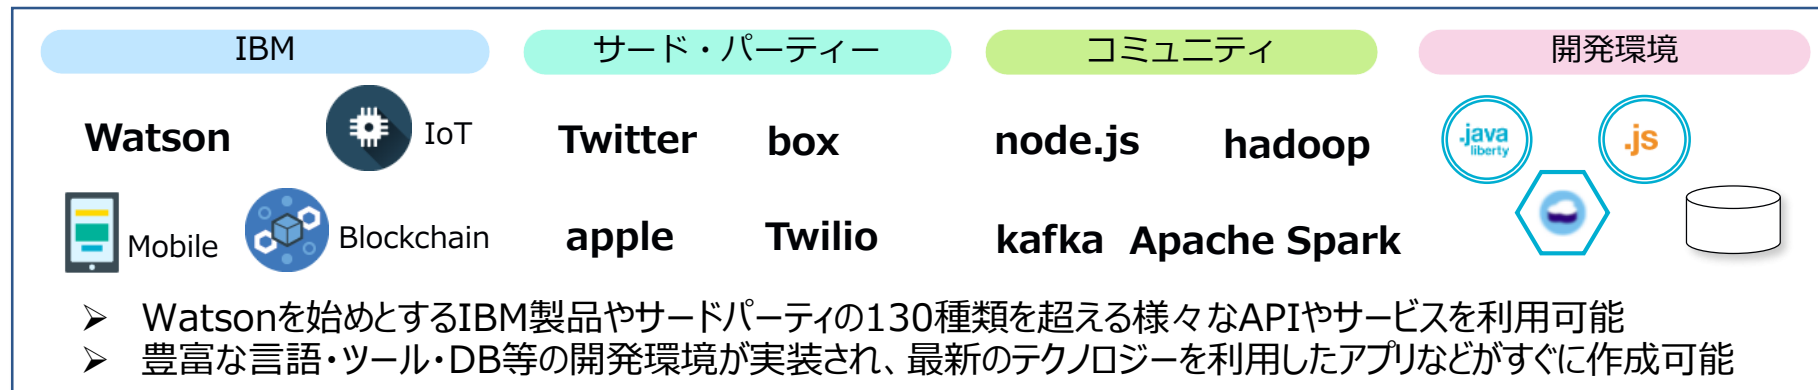 IBM
サード・パーティー
コミュニティ
開発環境
Watson
IoT
Twitter
box
node.js
hadoop
.java
liberty
.js
Mobile
Blockchain
apple
Twilio
kafka
Apache Spark
➢ Watsonを始めとするIBM製品やサードパーティの130種類を超える様々なAPIやサービスを利用可能
➢ 豊富な言語・ツール・DB等の開発環境が実装され、最新のテクノロジーを利用したアプリなどがすぐに作成可能